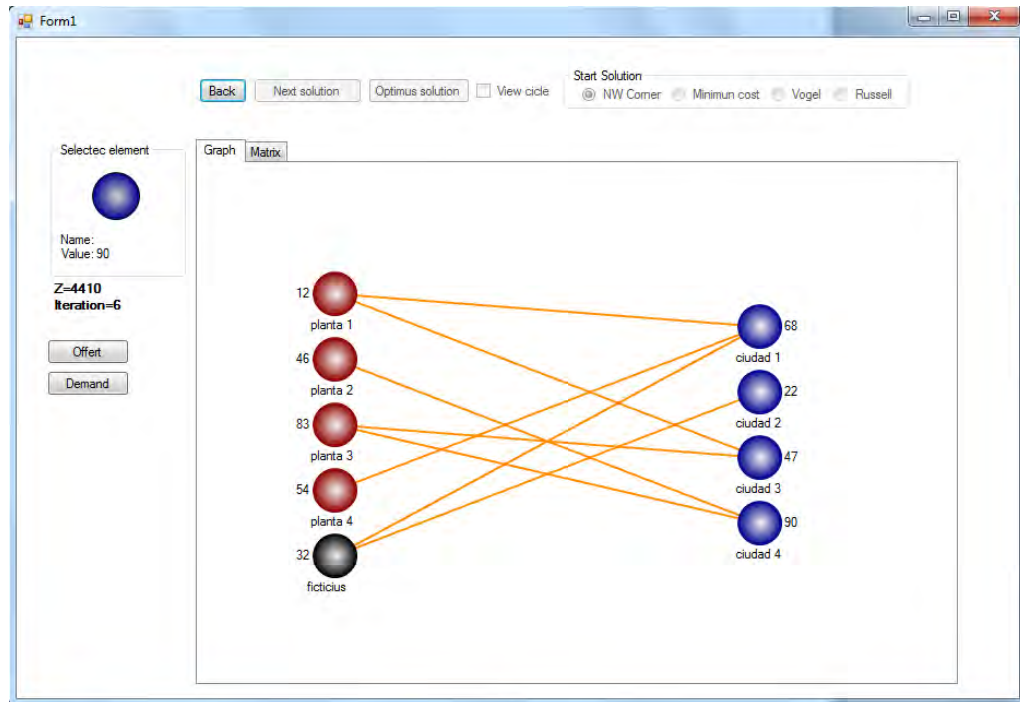 Form1
Start Solution
Back Next solution Optimus solution View cicle NW Corner Minimun cost Vogel Russell
Selectec element
Graph Matrix
Name:
Value: 90
Z=4410
Iteration=6
Offert
Demand
12
planta 1
46
planta 2
83
planta 3
54
planta 4
32
ficticius
68
ciudad 1
22
ciudad 2
47
ciudad 3
90
ciudad 4